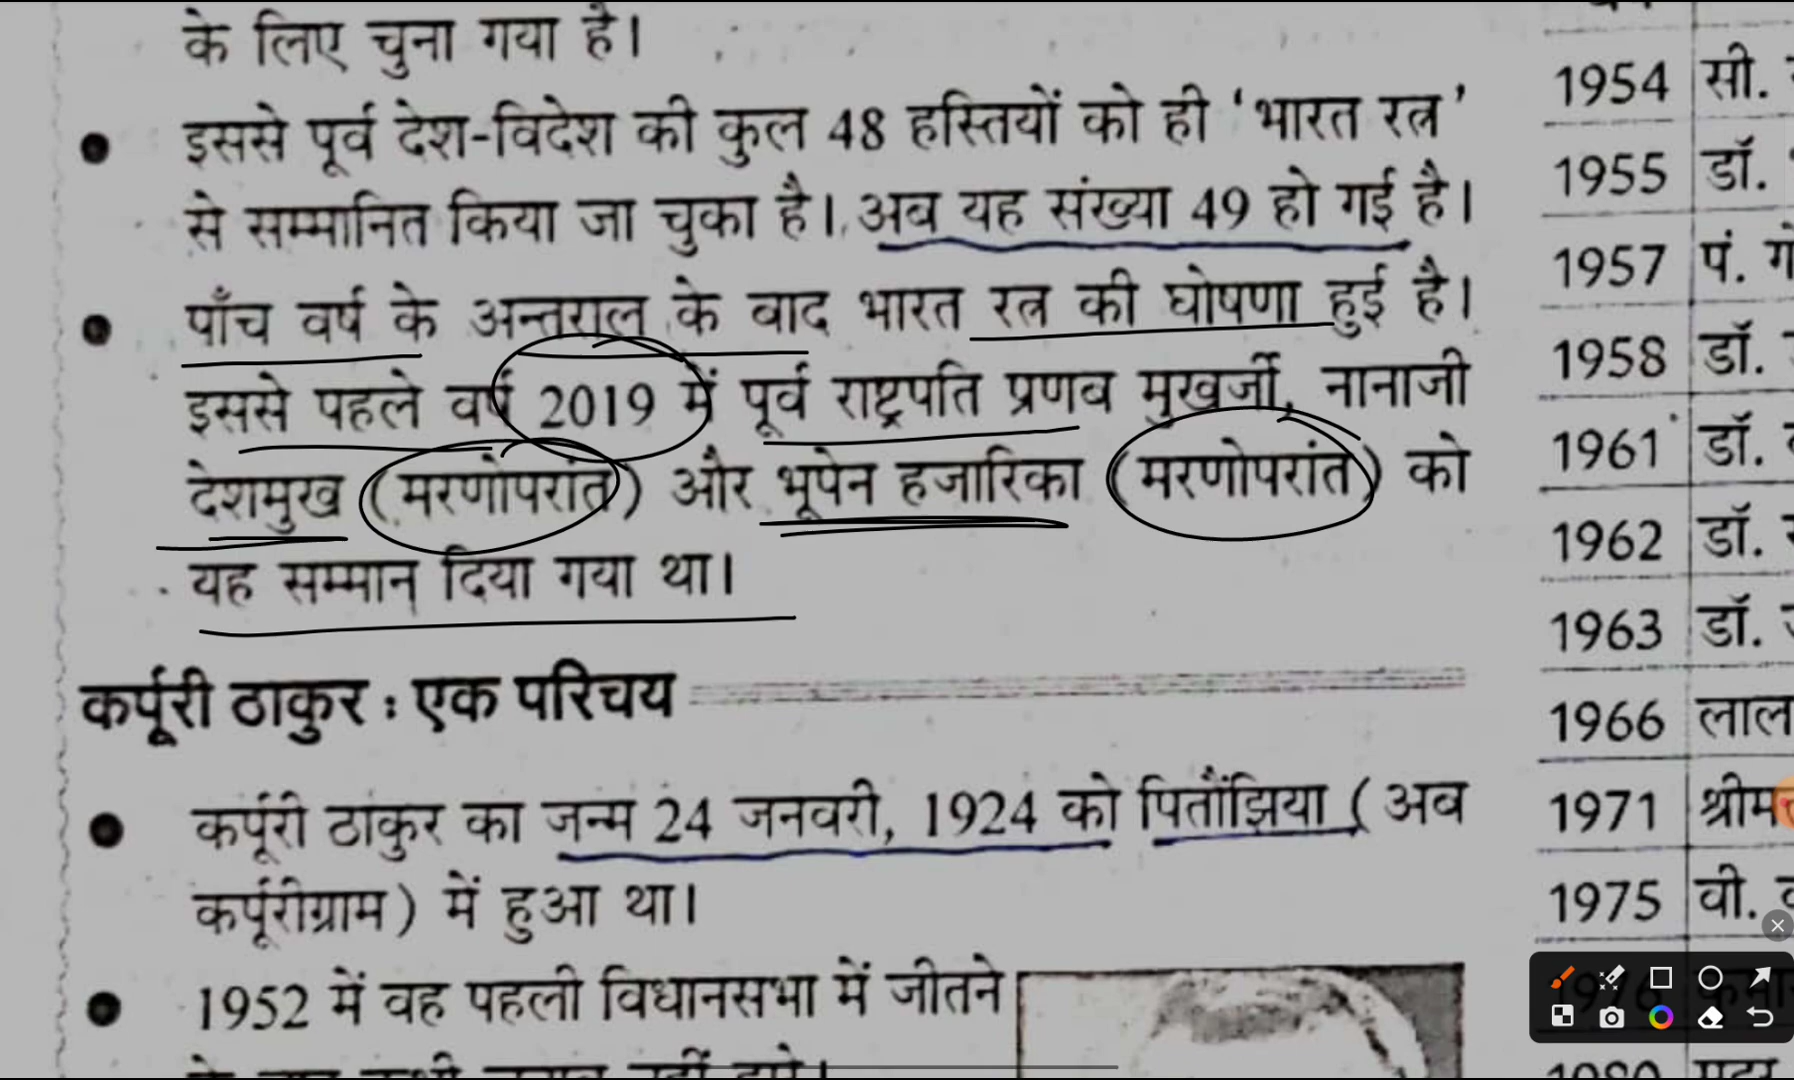 के लिए चुना गया है।
इससे पूर्व देश-विदेश की कुल 48 हस्तियों को ही 'भारत रत्न'
से सम्मानित किया जा चुका है। अब यह संख्या 49 हो गई है।
पाँच वर्ष के अन्तराल के बाद भारत रत्न की घोषणा हुई है।
इससे पहले वर्ष 2019 में पूर्व राष्ट्रपति प्रणब मुखर्जी, नानाजी
देशमुख (मरणोपरांत) और भूपेन हजारिका (मरणोपरांत) को
यह सम्मान दिया गया था।
कर्पूरी ठाकुर : एक परिचय
कर्पूरी ठाकुर का जन्म 24 जनवरी, 1924 को पितौंझिया (अब
कर्पूरीग्राम) में हुआ था।
1952 में वह पहली विधानसभा में जीतने
1954 सी.
1955 डॉ.
1957 पं.
1958 डॉ.
1961 डॉ.
1962 डॉ.
1963 डॉ.
1966 लाल
1971 श्रीम
1975 वी.
1976
1980